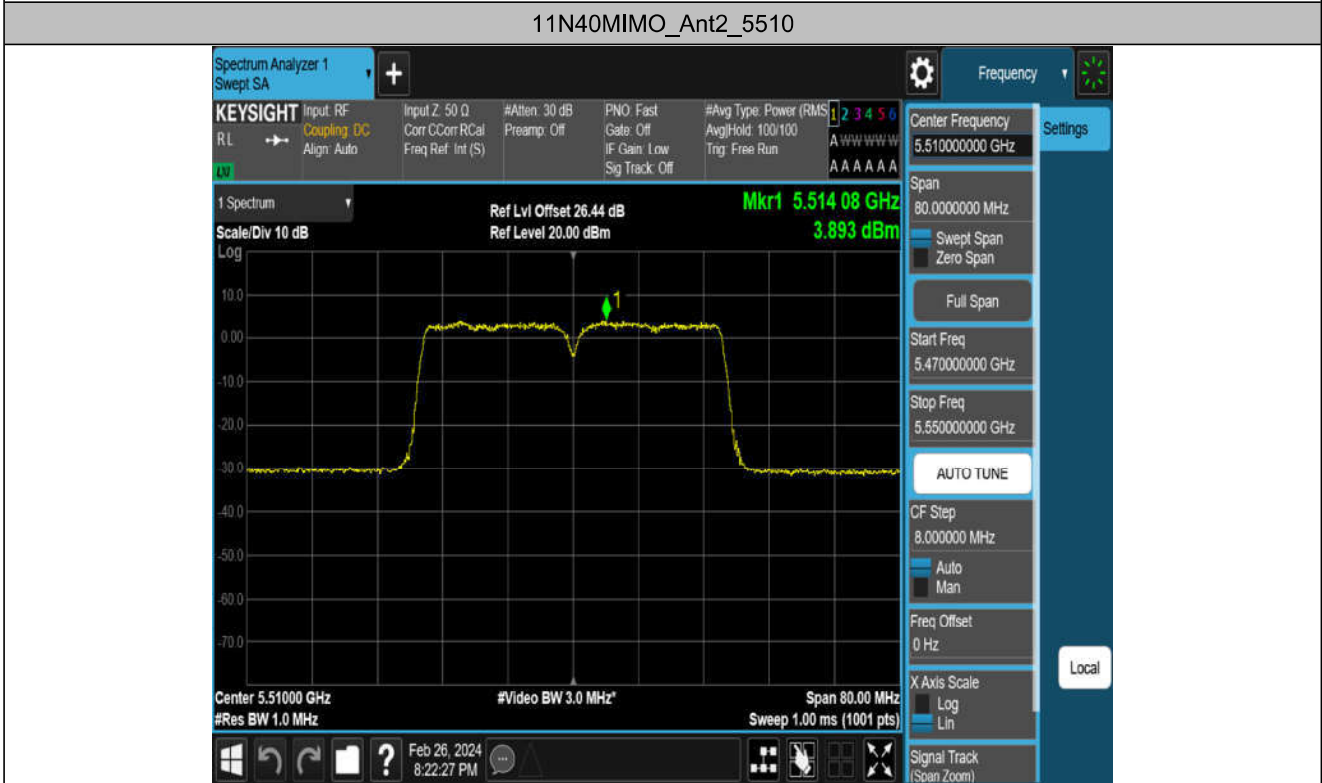 11N40MIMO_Ant2_5510
Spectrum Analyzer 1
Swept SA
+
Frequency
KEYSIGHT
RL
LXI
Input: RF
Coupling: DC
Align: Auto
Input Z: 50 Ω
Corr CCorr RCal
Freq Ref: Int (S)
#Atten: 30 dB
Preamp: Off
PNO: Fast
Gate: Off
IF Gain: Low
Sig Track: Off
#Avg Type: Power (RMS
Avg|Hold: 100/100
Trig: Free Run
1 2 3 4 5 6
A W W W W W
A A A A A A
1 Spectrum
Scale/Div 10 dB
Log
Ref Lvl Offset 26.44 dB
Ref Level 20.00 dBm
Mkr1 5.514 08 GHz
3.893 dBm
1
10.0
0.00
-10.0
-20.0
-30.0
-40.0
-50.0
-60.0
-70.0
Center 5.51000 GHz
#Res BW 1.0 MHz
#Video BW 3.0 MHz*
Span 80.00 MHz
Sweep 1.00 ms (1001 pts)
?
Feb 26, 2024
8:22:27 PM
Center Frequency
5.510000000 GHz
Settings
Span
80.0000000 MHz
Swept Span
Zero Span
Full Span
Start Freq
5.470000000 GHz
Stop Freq
5.550000000 GHz
AUTO TUNE
CF Step
8.000000 MHz
Auto
Man
Freq Offset
0 Hz
X Axis Scale
Log
Lin
Local
Signal Track
(Span Zoom)